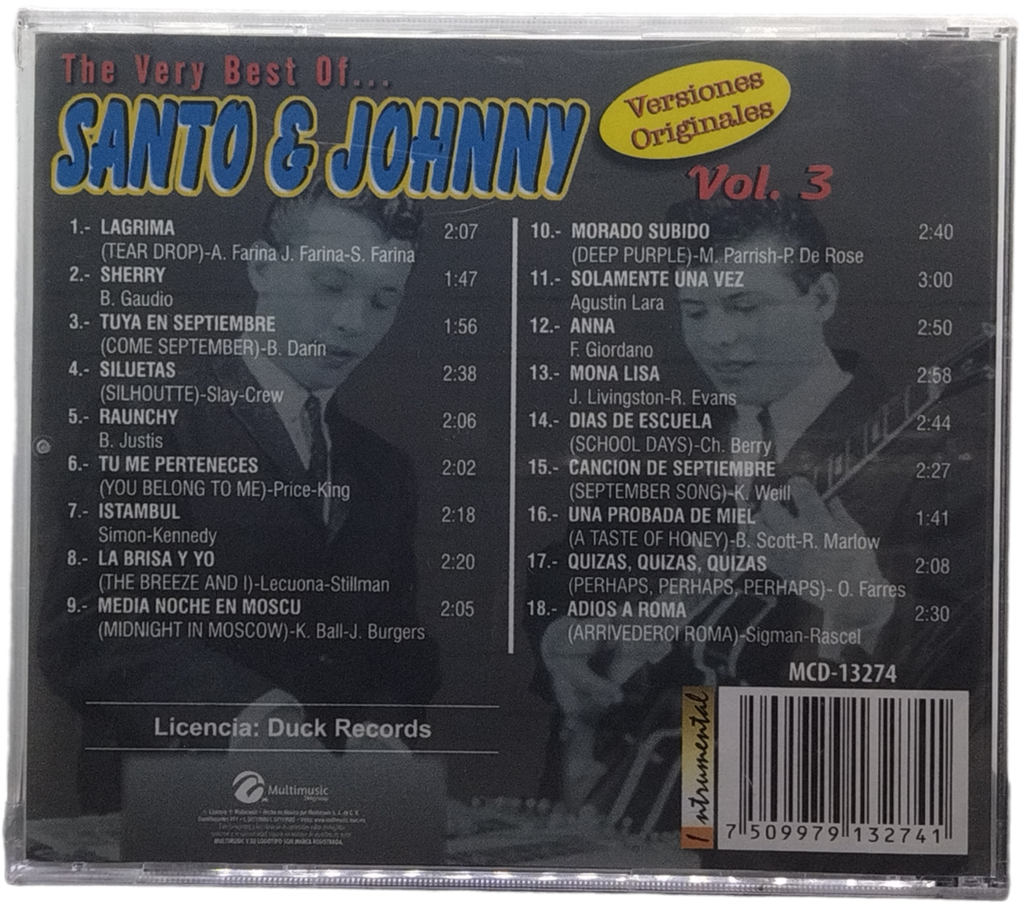 The Very Best Of...
SANTO & JOHNNY
Versiones
Originales
Vol. 3
1.- LAGRIMA 2:07
(TEAR DROP)-A. Farina J. Farina-S. Farina
2.- SHERRY 1:47
B. Gaudio
3.- TUYA EN SEPTIEMBRE 1:56
(COME SEPTEMBER)-B. Darin
4.- SILUETAS 2:38
(SILHOUTTE)-Slay-Crew
5.- RAUNCHY 2:06
B. Justis
6.- TU ME PERTENECES 2:02
(YOU BELONG TO ME)-Price-King
7.- ISTAMBUL 2:18
Simon-Kennedy
8.- LA BRISA Y YO 2:20
(THE BREEZE AND I)-Lecuona-Stillman
9.- MEDIA NOCHE EN MOSCU 2:05
(MIDNIGHT IN MOSCOW)-K. Ball-J. Burgers
10.- MORADO SUBIDO 2:40
(DEEP PURPLE)-M. Parrish-P. De Rose
11.- SOLAMENTE UNA VEZ 3:00
Agustin Lara
12.- ANNA 2:50
F. Giordano
13.- MONA LISA 2:58
J. Livingston-R. Evans
14.- DIAS DE ESCUELA 2:44
(SCHOOL DAYS)-Ch. Berry
15.- CANCION DE SEPTIEMBRE 2:27
(SEPTEMBER SONG)-K. Weill
16.- UNA PROBADA DE MIEL 1:41
(A TASTE OF HONEY)-B. Scott-R. Marlow
17.- QUIZAS, QUIZAS, QUIZAS 2:08
(PERHAPS, PERHAPS, PERHAPS)- O. Farres
18.- ADIOS A ROMA 2:30
(ARRIVEDERCI ROMA)-Sigman-Rascel
MCD-13274
Licencia: Duck Records
Multimusic
MULTIMUSIC Y SU LOGOTIPO SON MARCA REGISTRADA.
Intrumental
7 509979 132741